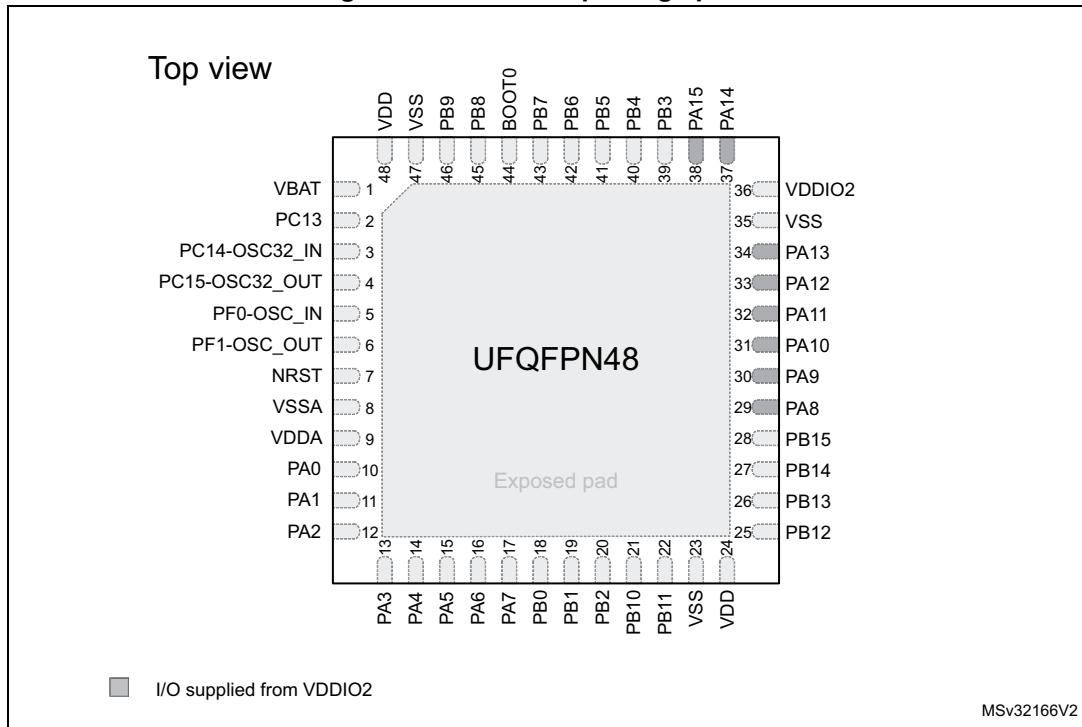 Top view
VDD
VSS
PB9
PB8
BOOT0
PB7
PB6
PB5
PB4
PB3
PA15
PA14
48
47
46
45
44
43
42
41
40
39
38
37
VBAT 1
PC13 2
PC14-OSC32_IN 3
PC15-OSC32_OUT 4
PF0-OSC_IN 5
PF1-OSC_OUT 6
NRST 7
VSSA 8
VDDA 9
PA0 10
PA1 11
PA2 12
UFQFPN48
Exposed pad
36 VDDIO2
35 VSS
34 PA13
33 PA12
32 PA11
31 PA10
30 PA9
29 PA8
28 PB15
27 PB14
26 PB13
25 PB12
13
14
15
16
17
18
19
20
21
22
23
24
PA3
PA4
PA5
PA6
PA7
PB0
PB1
PB2
PB10
PB11
VSS
VDD
I/O supplied from VDDIO2
MSv32166V2